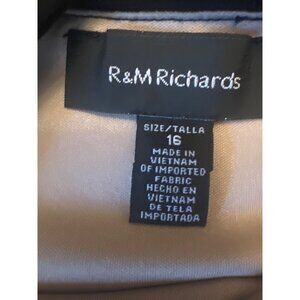 R&M Richards
SIZE/TALLA
16
MADE IN
VIETNAM
OF IMPORTED
FABRIC
HECHO EN
VIETNAM
DE TELA
IMPORTADA